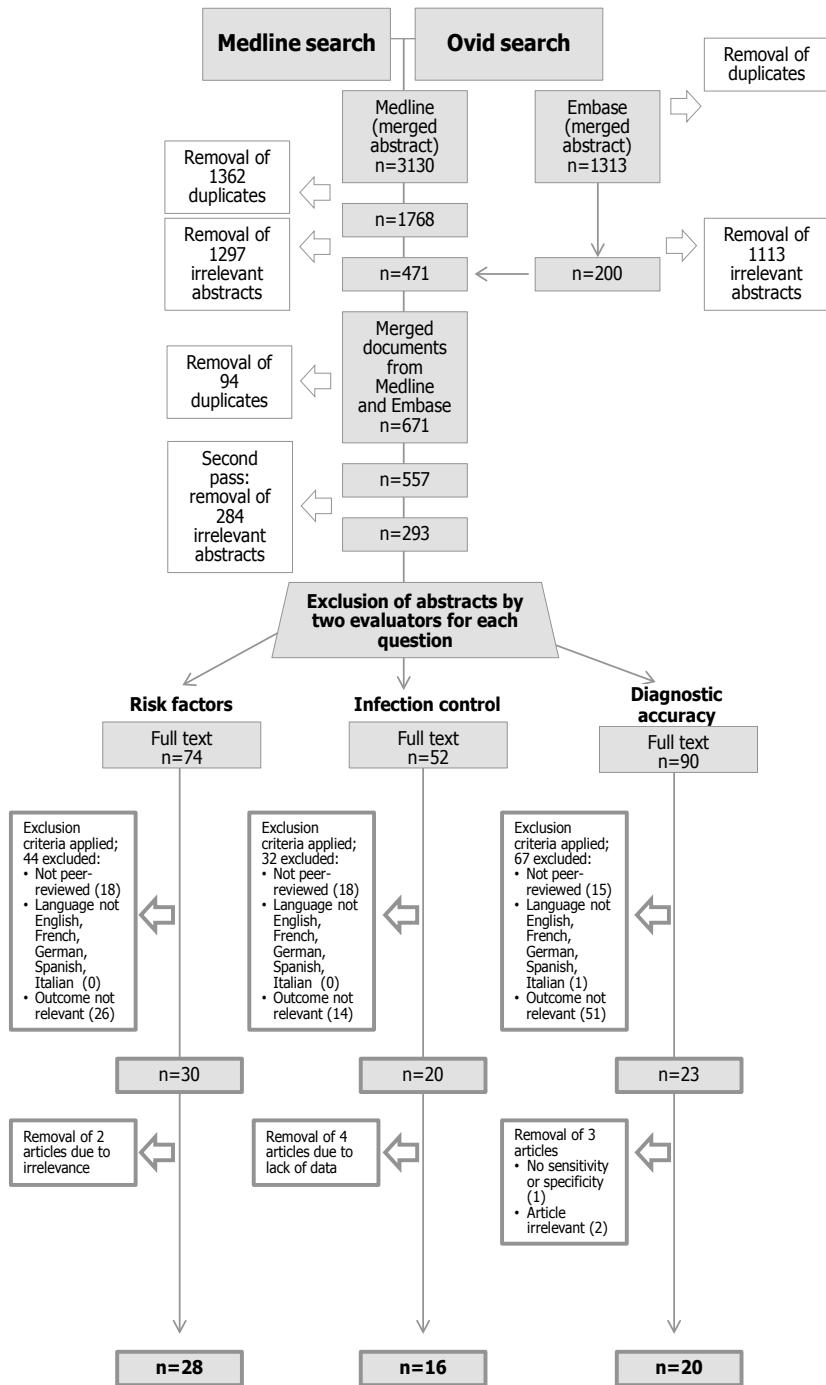 Medline search
Ovid search
Removal of
duplicates
Medline
(merged
abstract)
n=3130
Embase
(merged
abstract)
n=1313
Removal of
1362
duplicates
n=1768
Removal of
1297
irrelevant
abstracts
n=471
n=200
Removal of
1113
irrelevant
abstracts
Merged
documents
from
Medline
and Embase
n=671
Removal of
94
duplicates
Second
pass:
removal of
284
irrelevant
abstracts
n=557
n=293
Exclusion of abstracts by
two evaluators for each
question
Risk factors
Full text
n=74
Exclusion
criteria applied;
44 excluded:
• Not peer-
reviewed (18)
• Language not
English,
French,
German,
Spanish,
Italian (0)
• Outcome not
relevant (26)
n=30
Removal of 2
articles due to
irrelevance
n=28
Infection control
Full text
n=52
Exclusion
criteria applied;
32 excluded:
• Not peer-
reviewed (18)
• Language not
English,
French,
German,
Spanish,
Italian (0)
• Outcome not
relevant (14)
n=20
Removal of 4
articles due to
lack of data
n=16
Diagnostic
accuracy
Full text
n=90
Exclusion
criteria applied;
67 excluded:
• Not peer-
reviewed (15)
• Language not
English,
French,
German,
Spanish,
Italian (1)
• Outcome not
relevant (51)
n=23
Removal of 3
articles
• No sensitivity
or specificity
(1)
• Article
irrelevant (2)
n=20